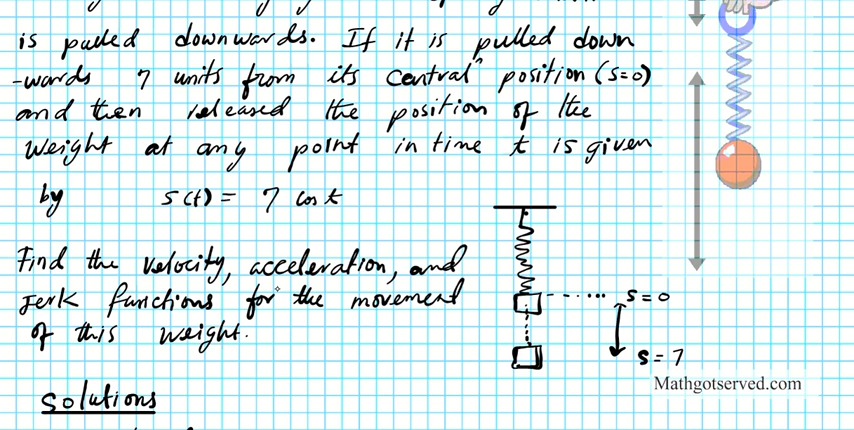 is pulled downwards. If it is pulled down
-wards 7 units from its central position (s=0)
and then released the position of the
weight at any point in time t is given
by s(t) = 7 cos t
Find the velocity, acceleration, and
Jerk functions for the movement
of this weight.
s=0
s=7
Mathgotserved.com
Solutions